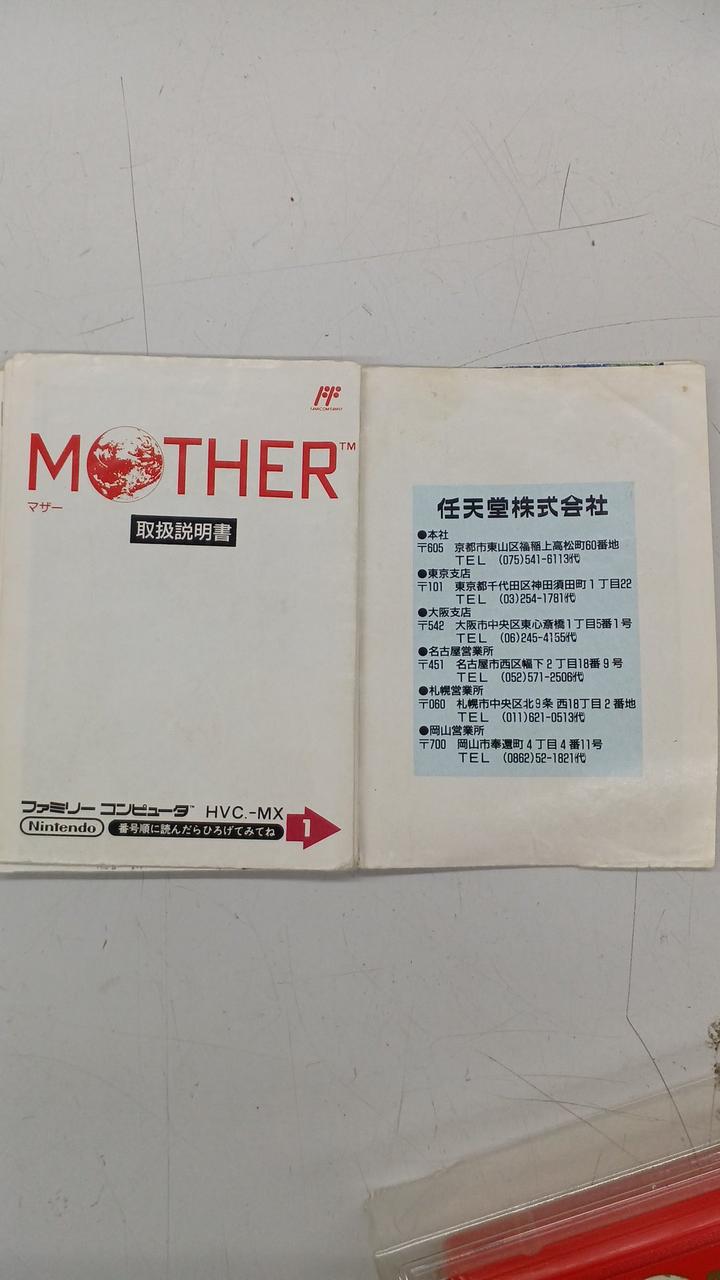 FAMICOM FAMILY
MOTHER™
マザー
取扱説明書
ファミリー コンピュータ™ HVC.-MX
Nintendo
番号順に読んだらひろげてみてね
1
任天堂株式会社
●本社
〒605 京都市東山区福稲上高松町60番地
TEL (075)541-6113代
●東京支店
〒101 東京都千代田区神田須田町1丁目22
TEL (03)254-1781代
●大阪支店
〒542 大阪市中央区東心斎橋1丁目5番1号
TEL (06)245-4155代
●名古屋営業所
〒451 名古屋市西区幅下2丁目18番9号
TEL (052)571-2506代
●札幌営業所
〒060 札幌市中央区北9条 西18丁目2番地
TEL (011)621-0513代
●岡山営業所
〒700 岡山市奉還町4丁目4番11号
TEL (0862)52-1821代